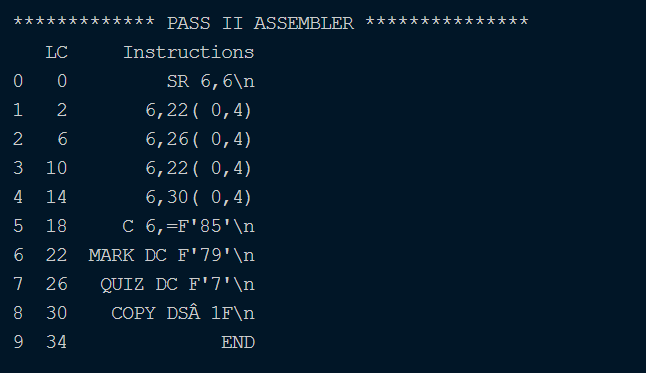 ************* PASS II ASSEMBLER ***************
LC Instructions
0 0 SR 6,6\n
1 2 6,22( 0,4)
2 6 6,26( 0,4)
3 10 6,22( 0,4)
4 14 6,30( 0,4)
5 18 C 6,=F'85'\n
6 22 MARK DC F'79'\n
7 26 QUIZ DC F'7'\n
8 30 COPY DSÂ 1F\n
9 34 END